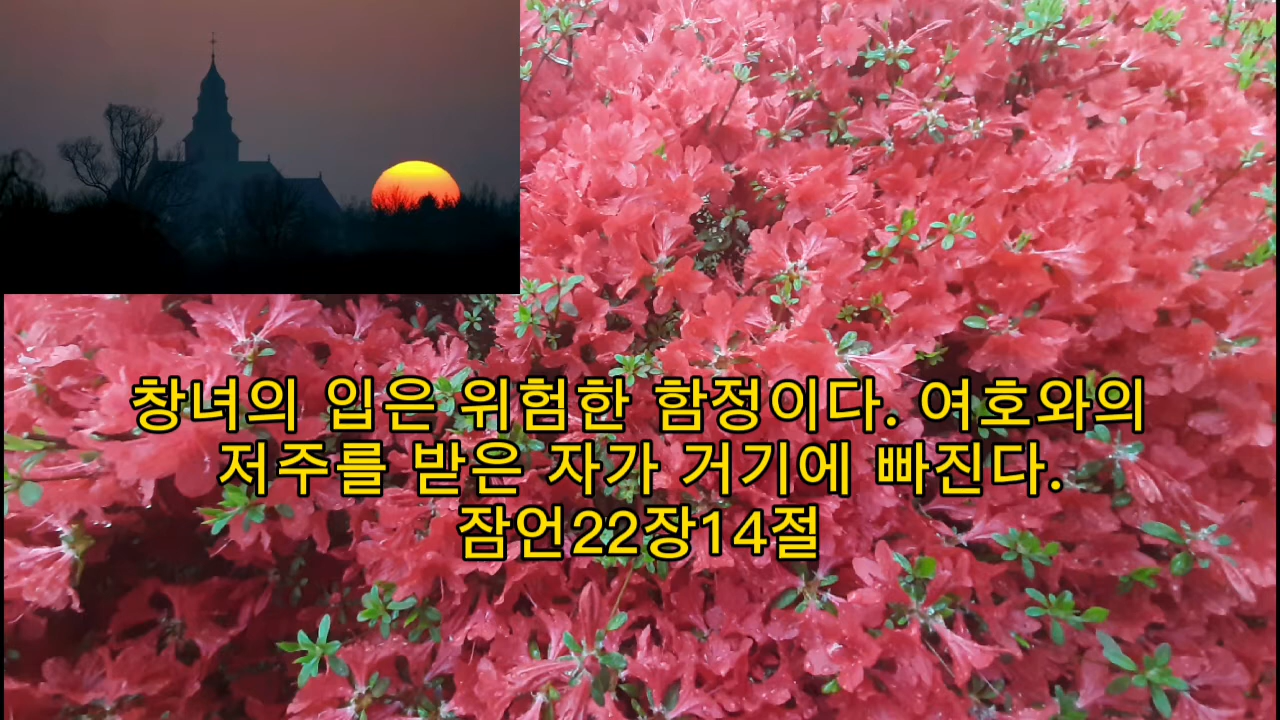 창녀의 입은 위험한 함정이다. 여호와의
저주를 받은 자가 거기에 빠진다.
잠언22장14절